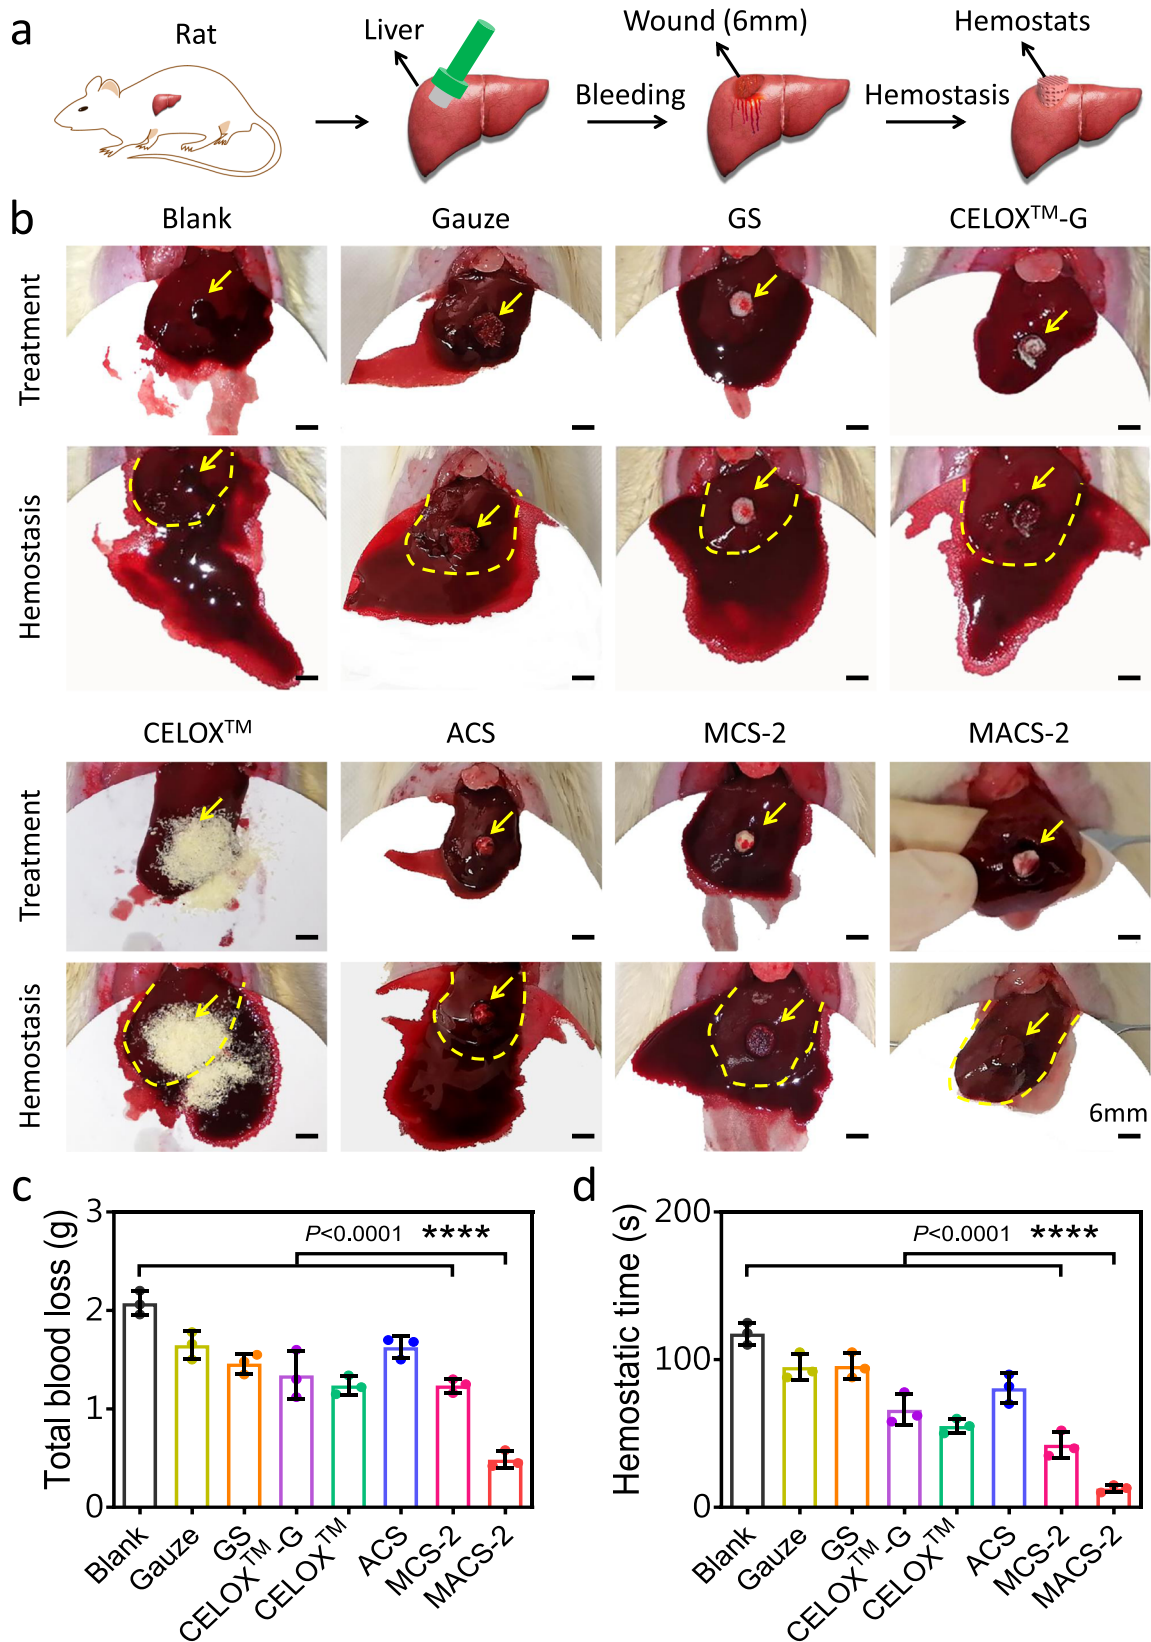 a
Rat
Liver
Wound (6mm)
Hemostats
Bleeding
Hemostasis
b
Blank
Gauze
GS
CELOX™-G
Treatment
Hemostasis
CELOX™
ACS
MCS-2
MACS-2
Treatment
Hemostasis
6mm
c
Total blood loss (g)
3
2
1
0
P<0.0001 ****
Blank
Gauze
GS
CELOX™-G
CELOX™
ACS
MCS-2
MACS-2
d
Hemostatic time (s)
200
100
0
P<0.0001 ****
Blank
Gauze
GS
CELOX™-G
CELOX™
ACS
MCS-2
MACS-2